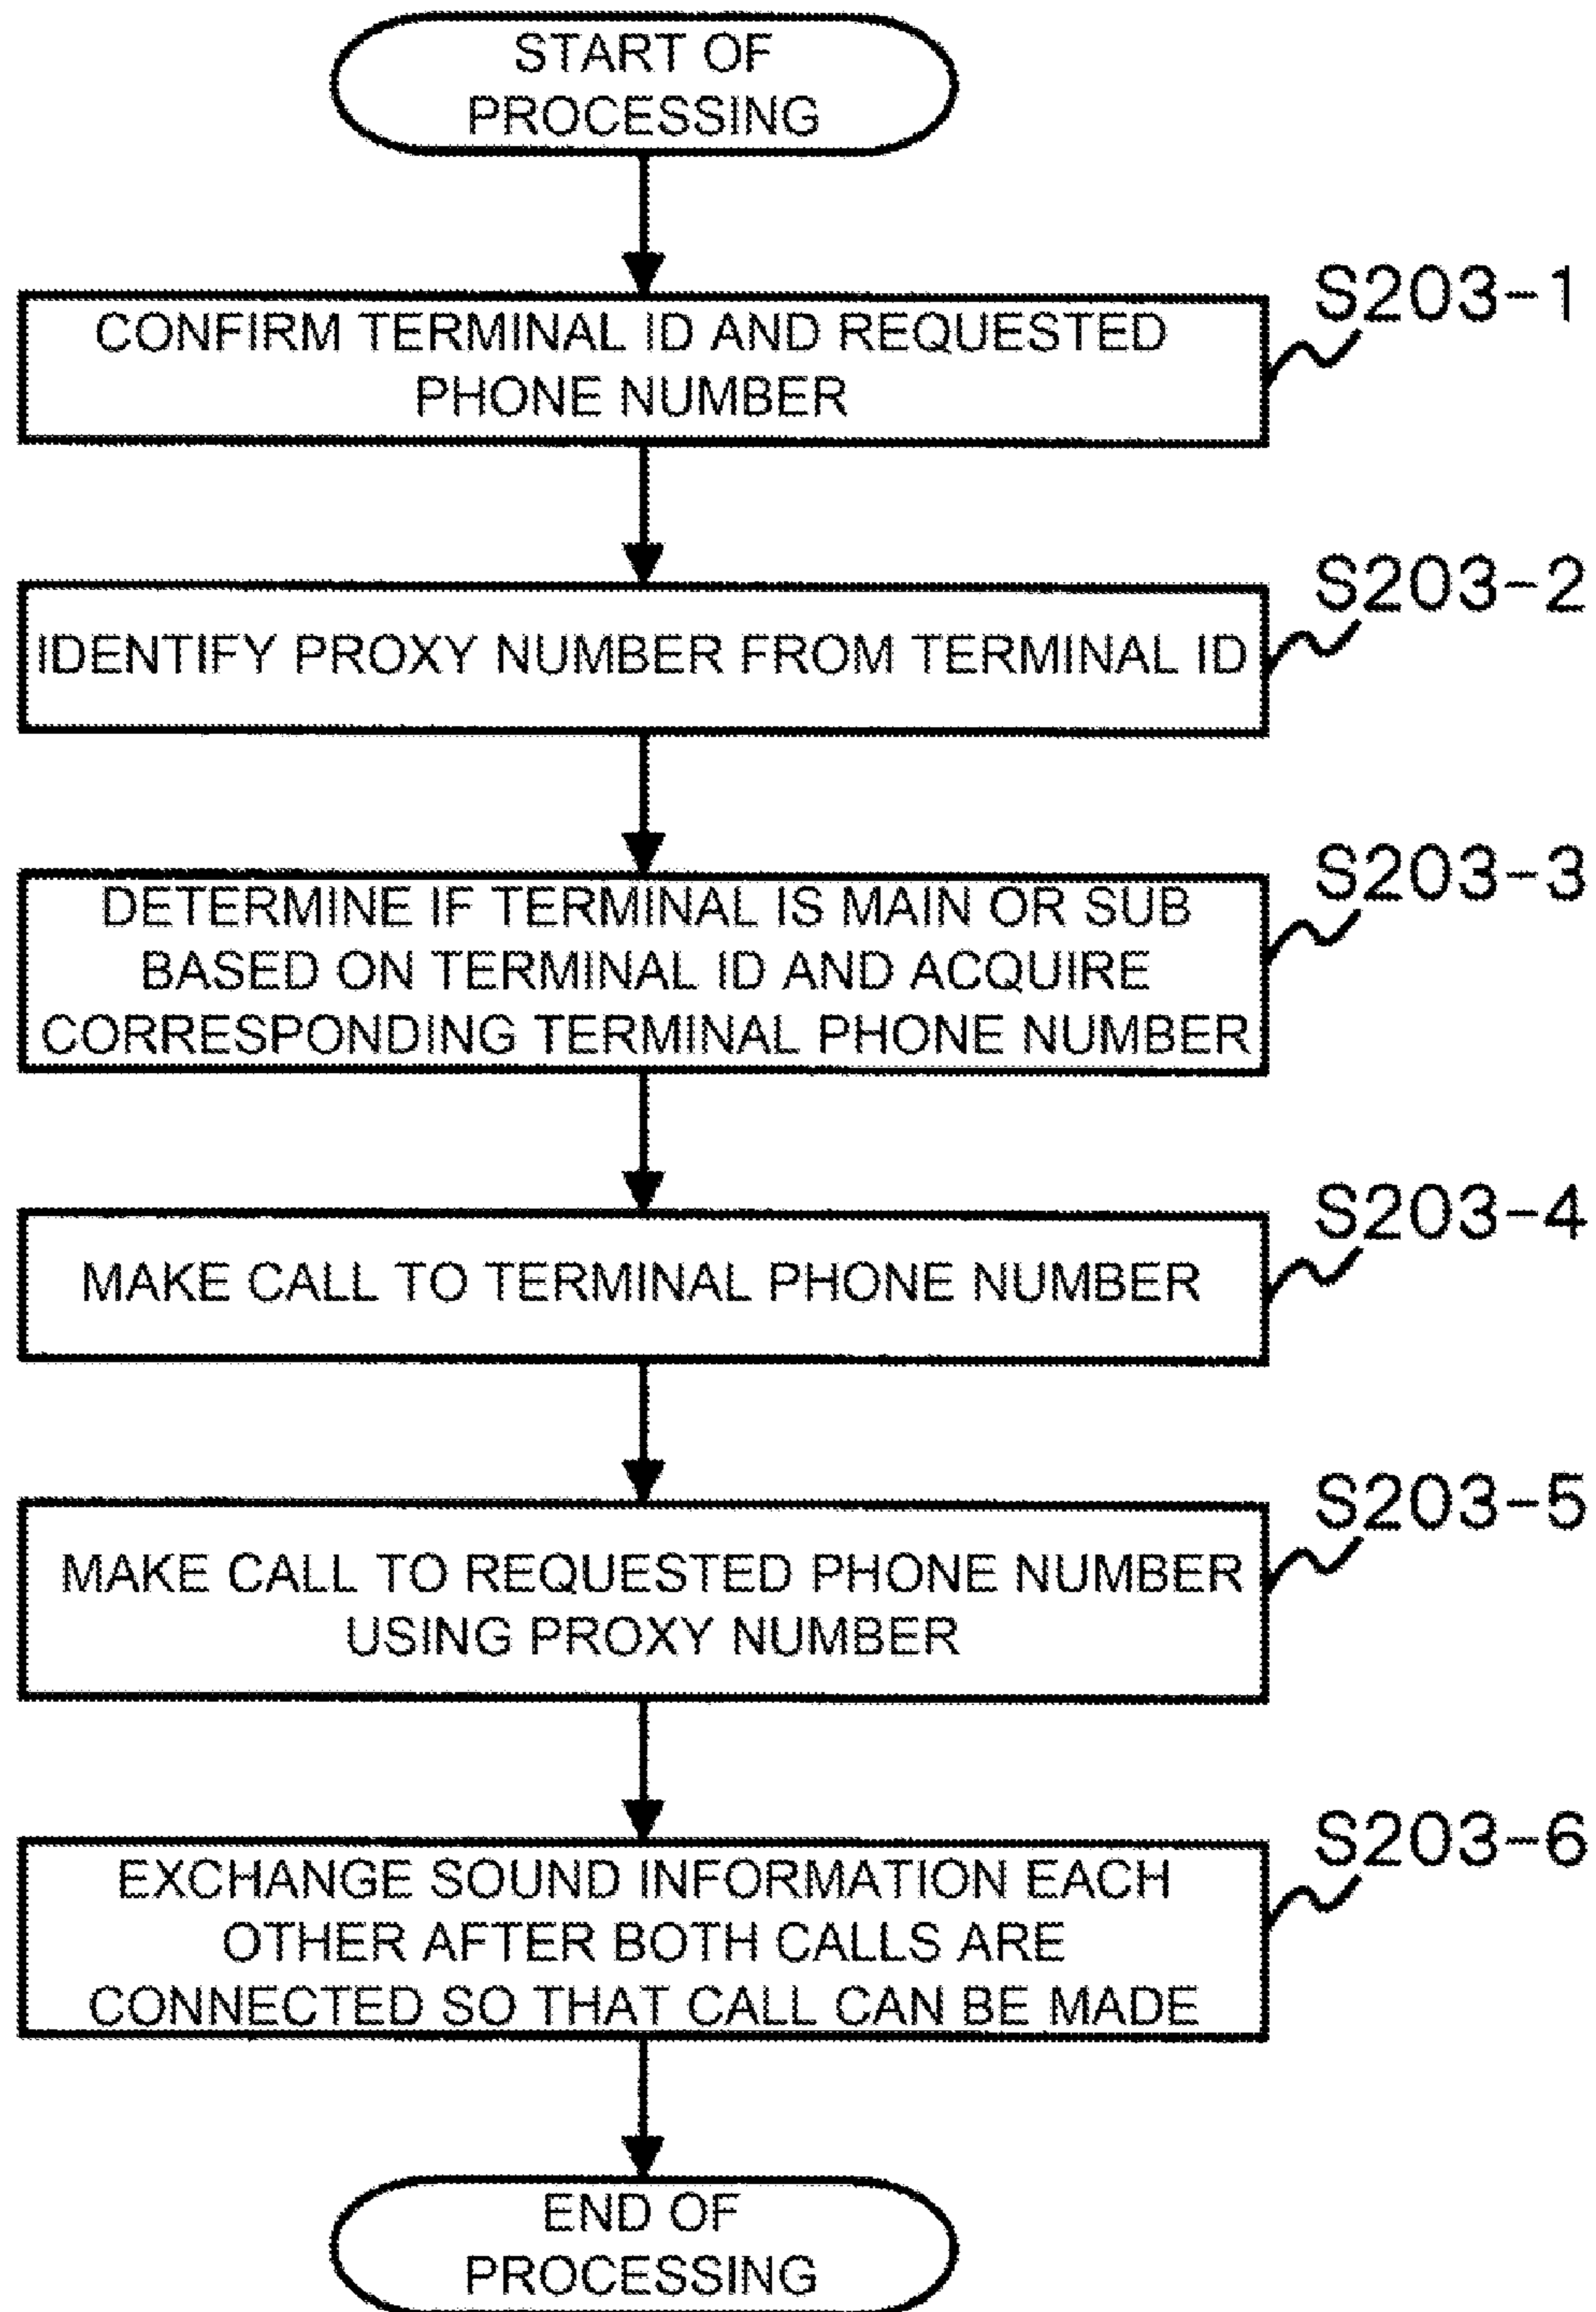 START OF
PROCESSING
S203-1
CONFIRM TERMINAL ID AND REQUESTED
PHONE NUMBER
S203-2
IDENTIFY PROXY NUMBER FROM TERMINAL ID
S203-3
DETERMINE IF TERMINAL IS MAIN OR SUB
BASED ON TERMINAL ID AND ACQUIRE
CORRESPONDING TERMINAL PHONE NUMBER
S203-4
MAKE CALL TO TERMINAL PHONE NUMBER
S203-5
MAKE CALL TO REQUESTED PHONE NUMBER
USING PROXY NUMBER
S203-6
EXCHANGE SOUND INFORMATION EACH
OTHER AFTER BOTH CALLS ARE
CONNECTED SO THAT CALL CAN BE MADE
END OF
PROCESSING